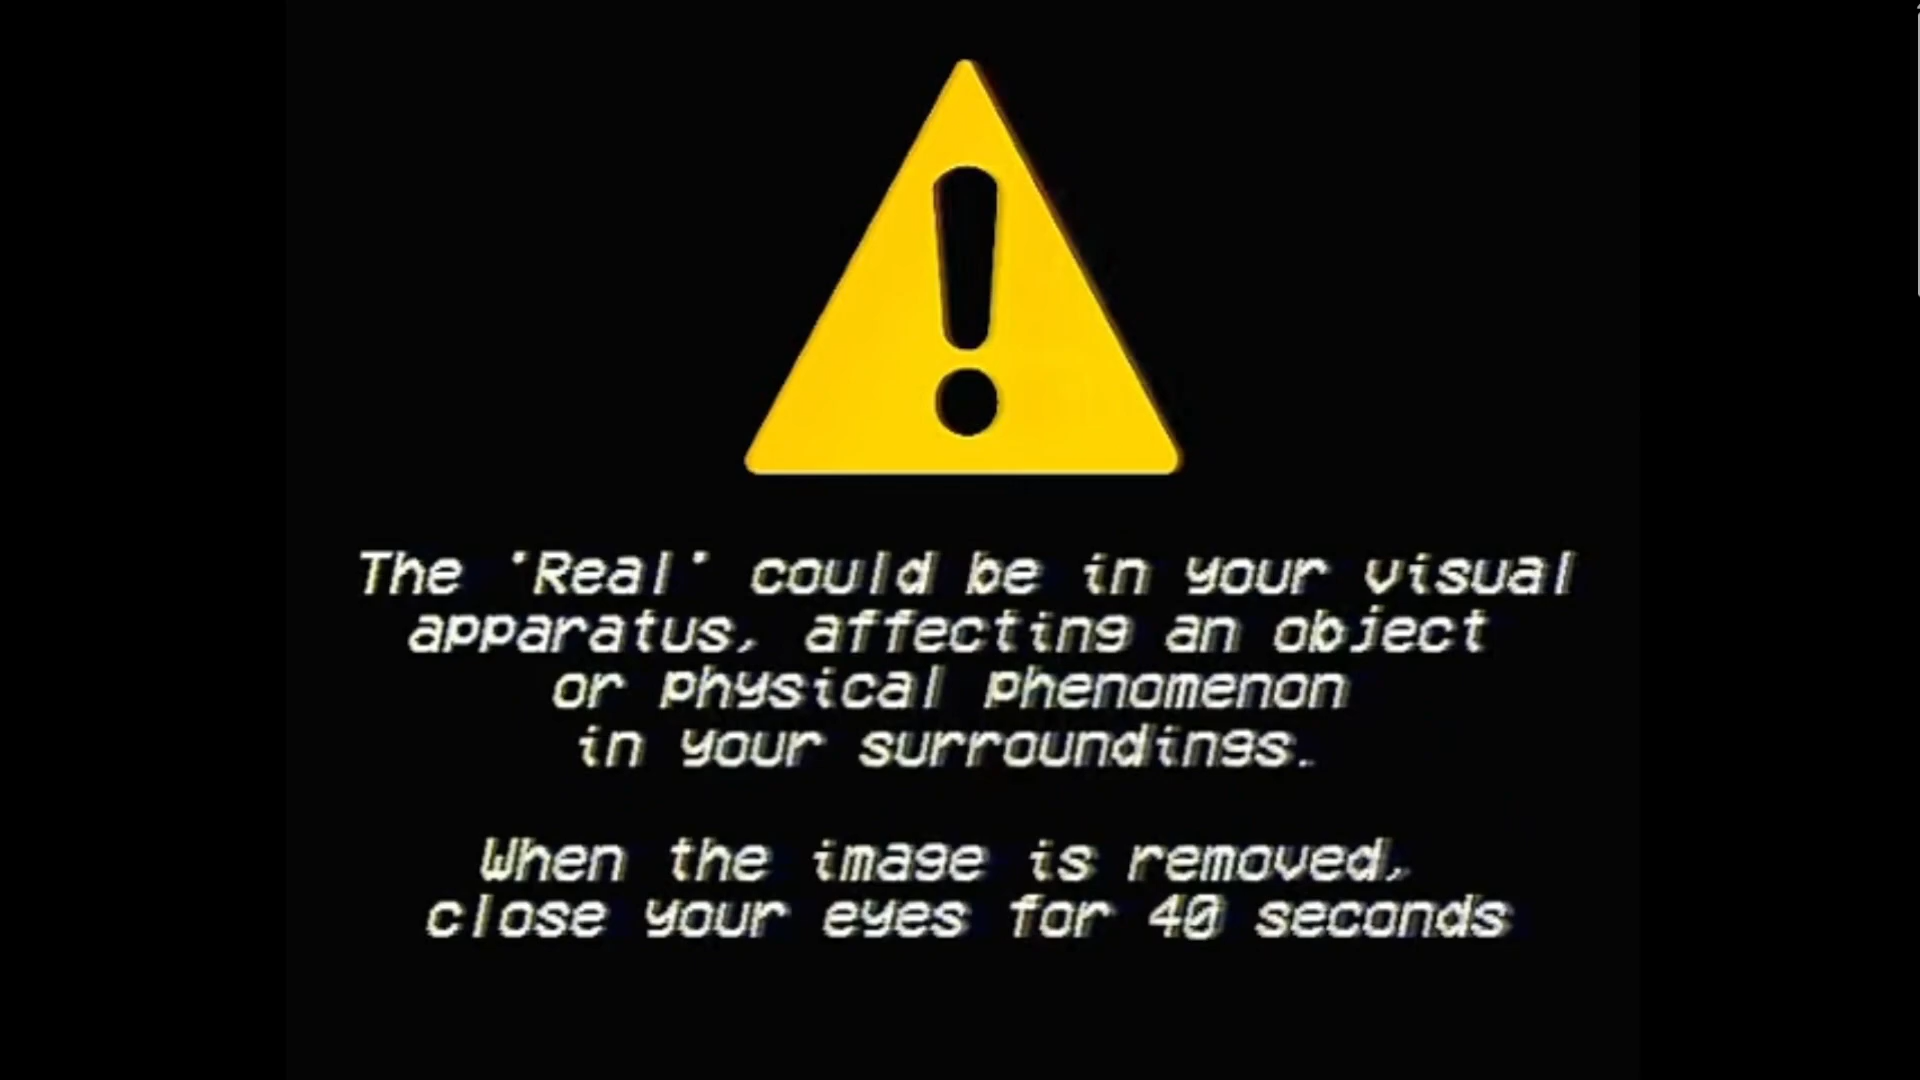 The 'Real' could be in your visual
apparatus, affecting an object
or physical phenomenon
in your surroundings.
When the image is removed,
close your eyes for 40 seconds